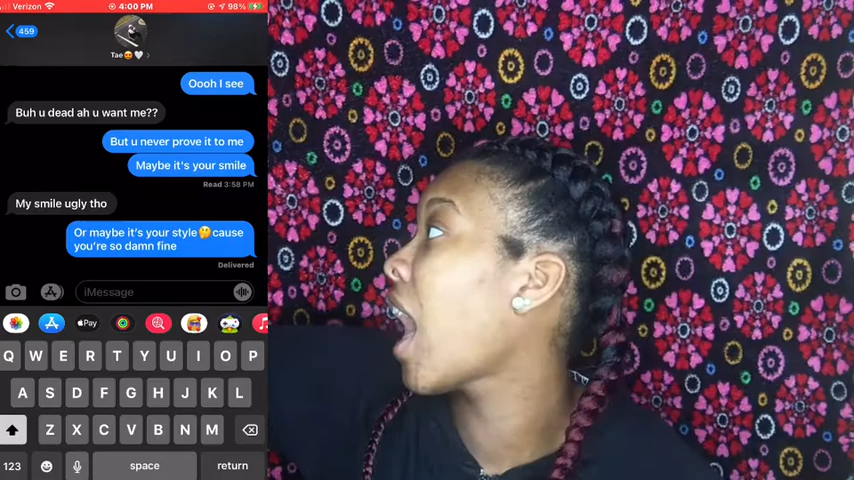 Verizon 4:00 PM 98%
459
Tae😍🤍 >
Oooh I see
Buh u dead ah u want me??
But u never prove it to me
Maybe it's your smile
Read 3:58 PM
My smile ugly tho
Or maybe it's your style🤔cause
you're so damn fine
Delivered
iMessage
Pay
Q W E R T Y U I O P
A S D F G H J K L
Z X C V B N M
123 space return